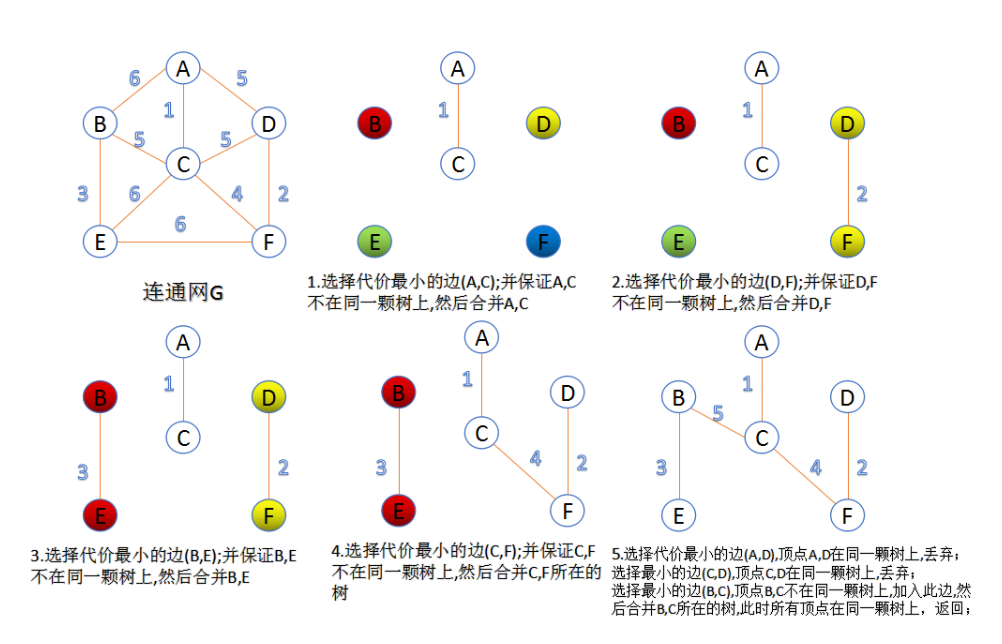 A
6
5
1
B
D
5
5
C
3
6
4
2
6
E
F
连通网G
A
1
B
D
C
E
F
1.选择代价最小的边(A,C);并保证A,C
不在同一颗树上,然后合并A,C
A
1
B
D
C
2
E
F
2.选择代价最小的边(D,F);并保证D,F
不在同一颗树上,然后合并D,F
A
1
B
D
C
3
2
E
F
3.选择代价最小的边(B,E);并保证B,E
不在同一颗树上,然后合并B,E
A
1
B
D
C
3
4
2
E
F
4.选择代价最小的边(C,F);并保证C,F
不在同一颗树上,然后合并C,F所在的
树
A
1
B
D
5
C
3
4
2
E
F
5.选择代价最小的边(A,D),顶点A,D在同一颗树上,丢弃；
选择最小的边(C,D),顶点C,D在同一颗树上,丢弃；
选择最小的边(B,C),顶点B,C不在同一颗树上,加入此边,然
后合并B,C所在的树,此时所有顶点在同一颗树上，返回；